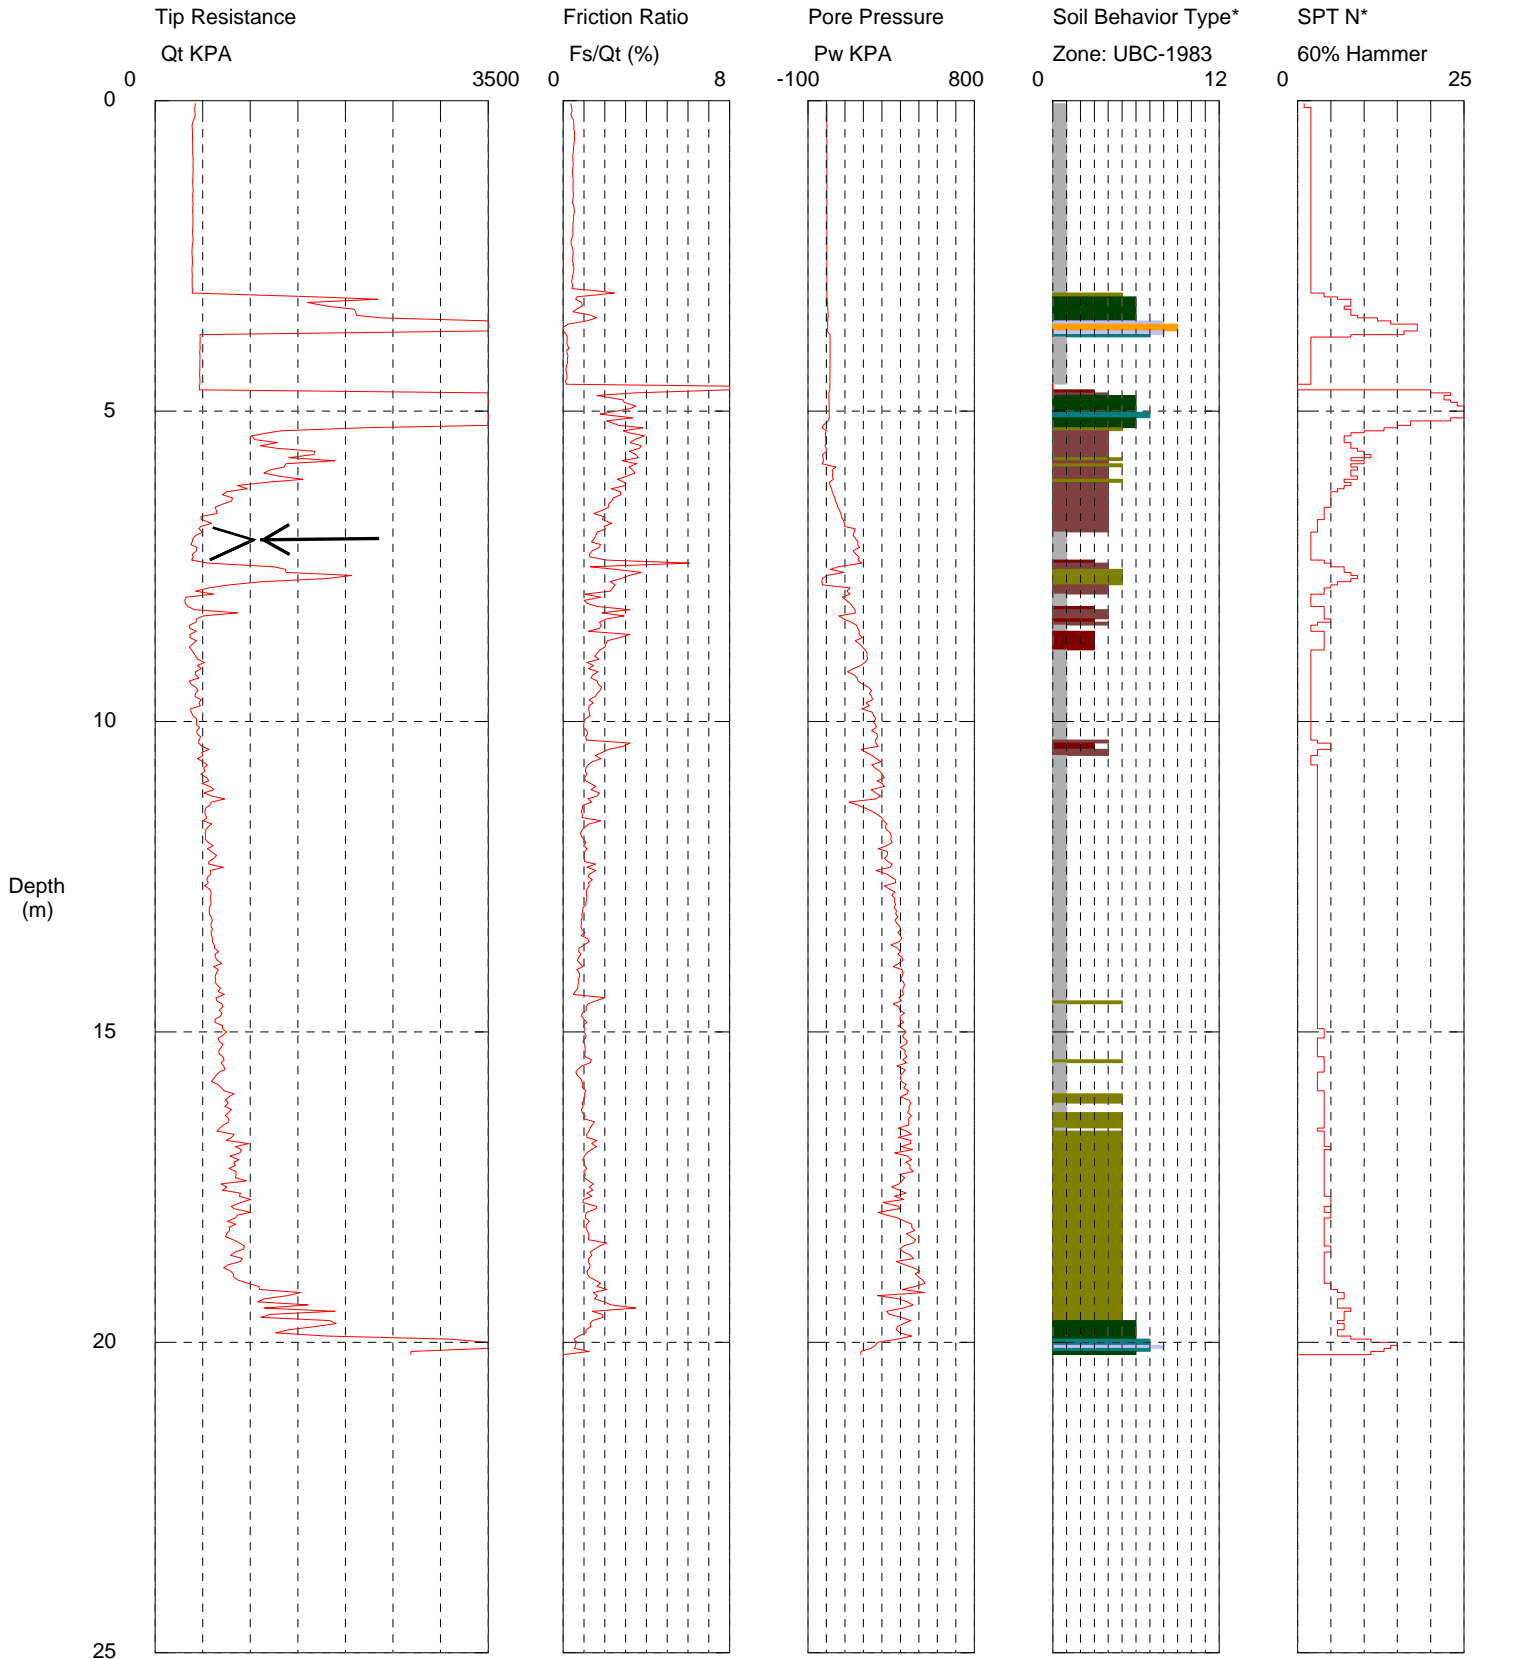 Tip Resistance Friction Ratio Pore Pressure Soil Behavior Type* SPT N*
Qt KPA Fs/Qt (%) Pw KPA Zone: UBC-1983 60% Hammer
0 3500 0 8 -100 800 0 12 0 25
0
5
10
Depth
(m)
15
20
25